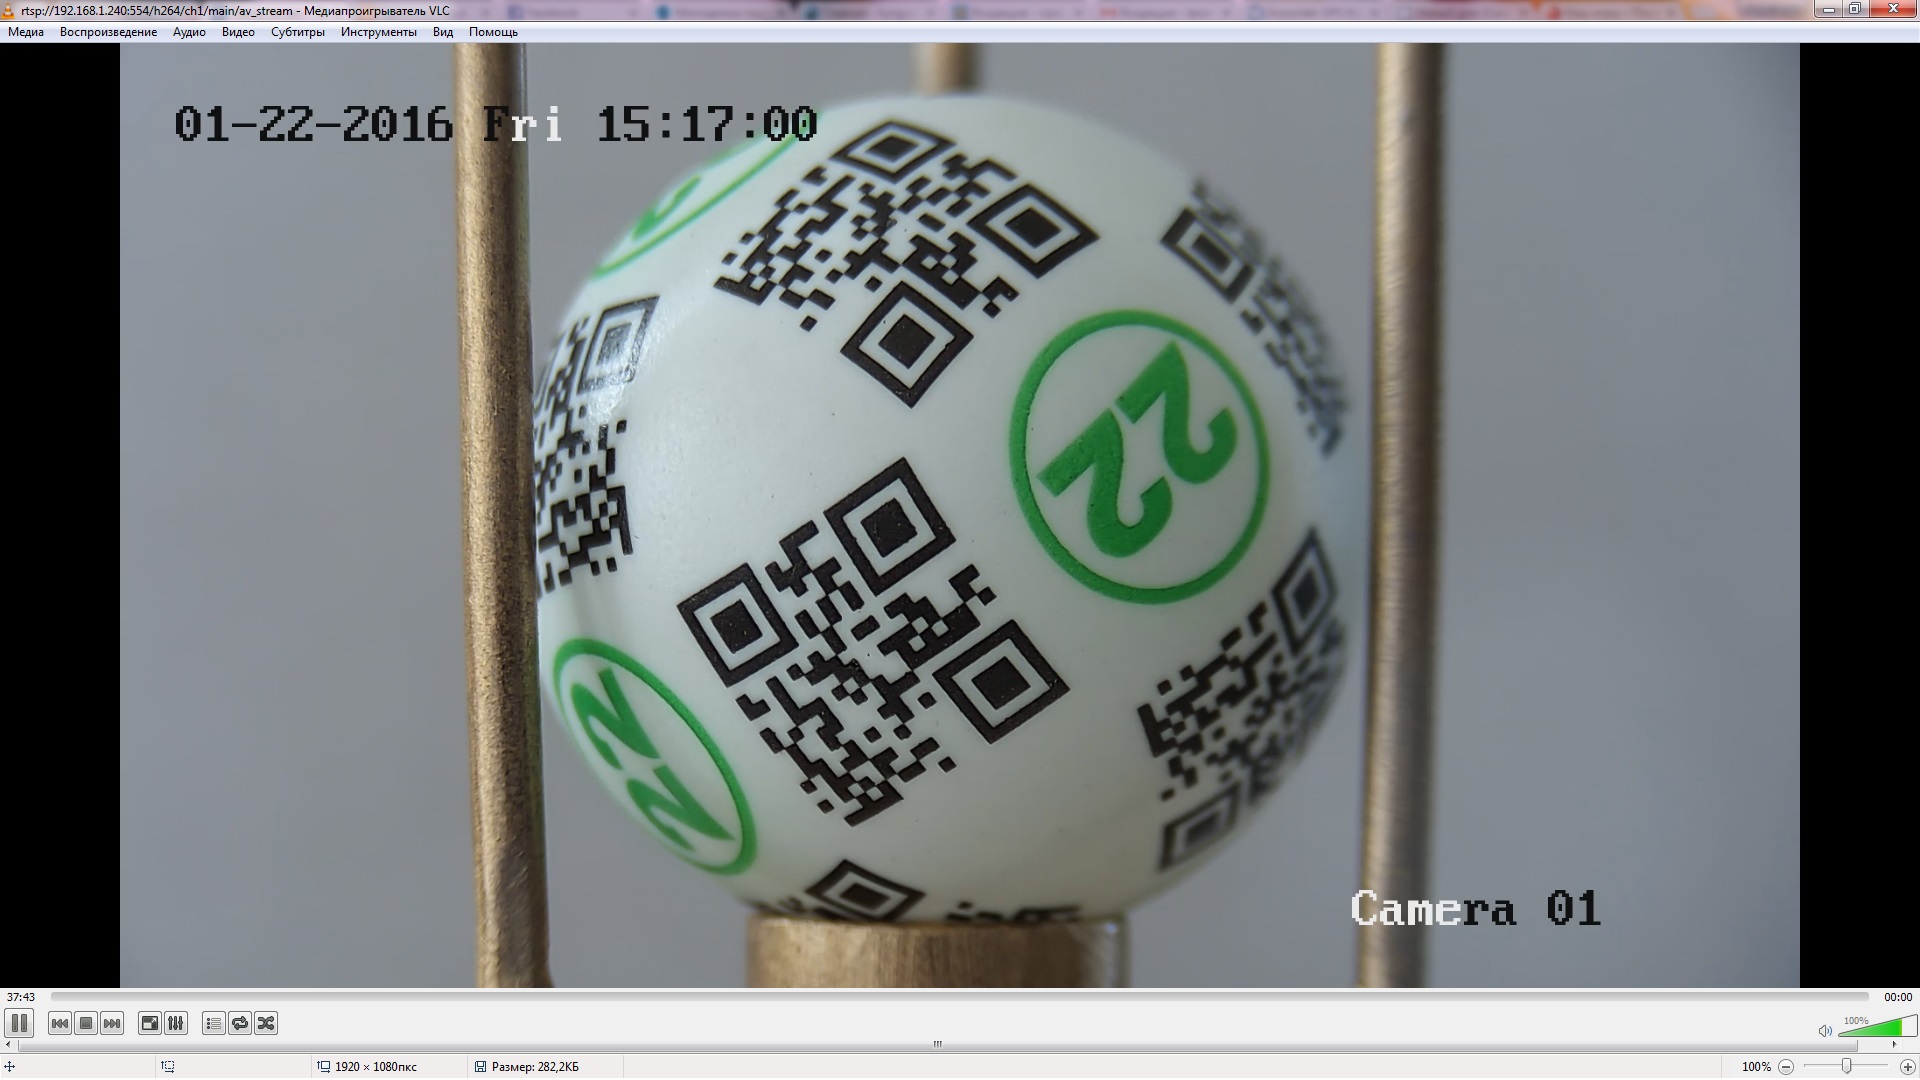 rtsp://192.168.1.240:554/h264/ch1/main/av_stream - Медиапроигрыватель VLC
Медиа Воспроизведение Аудио Видео Субтитры Инструменты Вид Помощь
01-22-2016 Fri 15:17:00
22
22
Camera 01
37:43 00:00
100%
1920 × 1080пкс Размер: 282,2КБ 100%